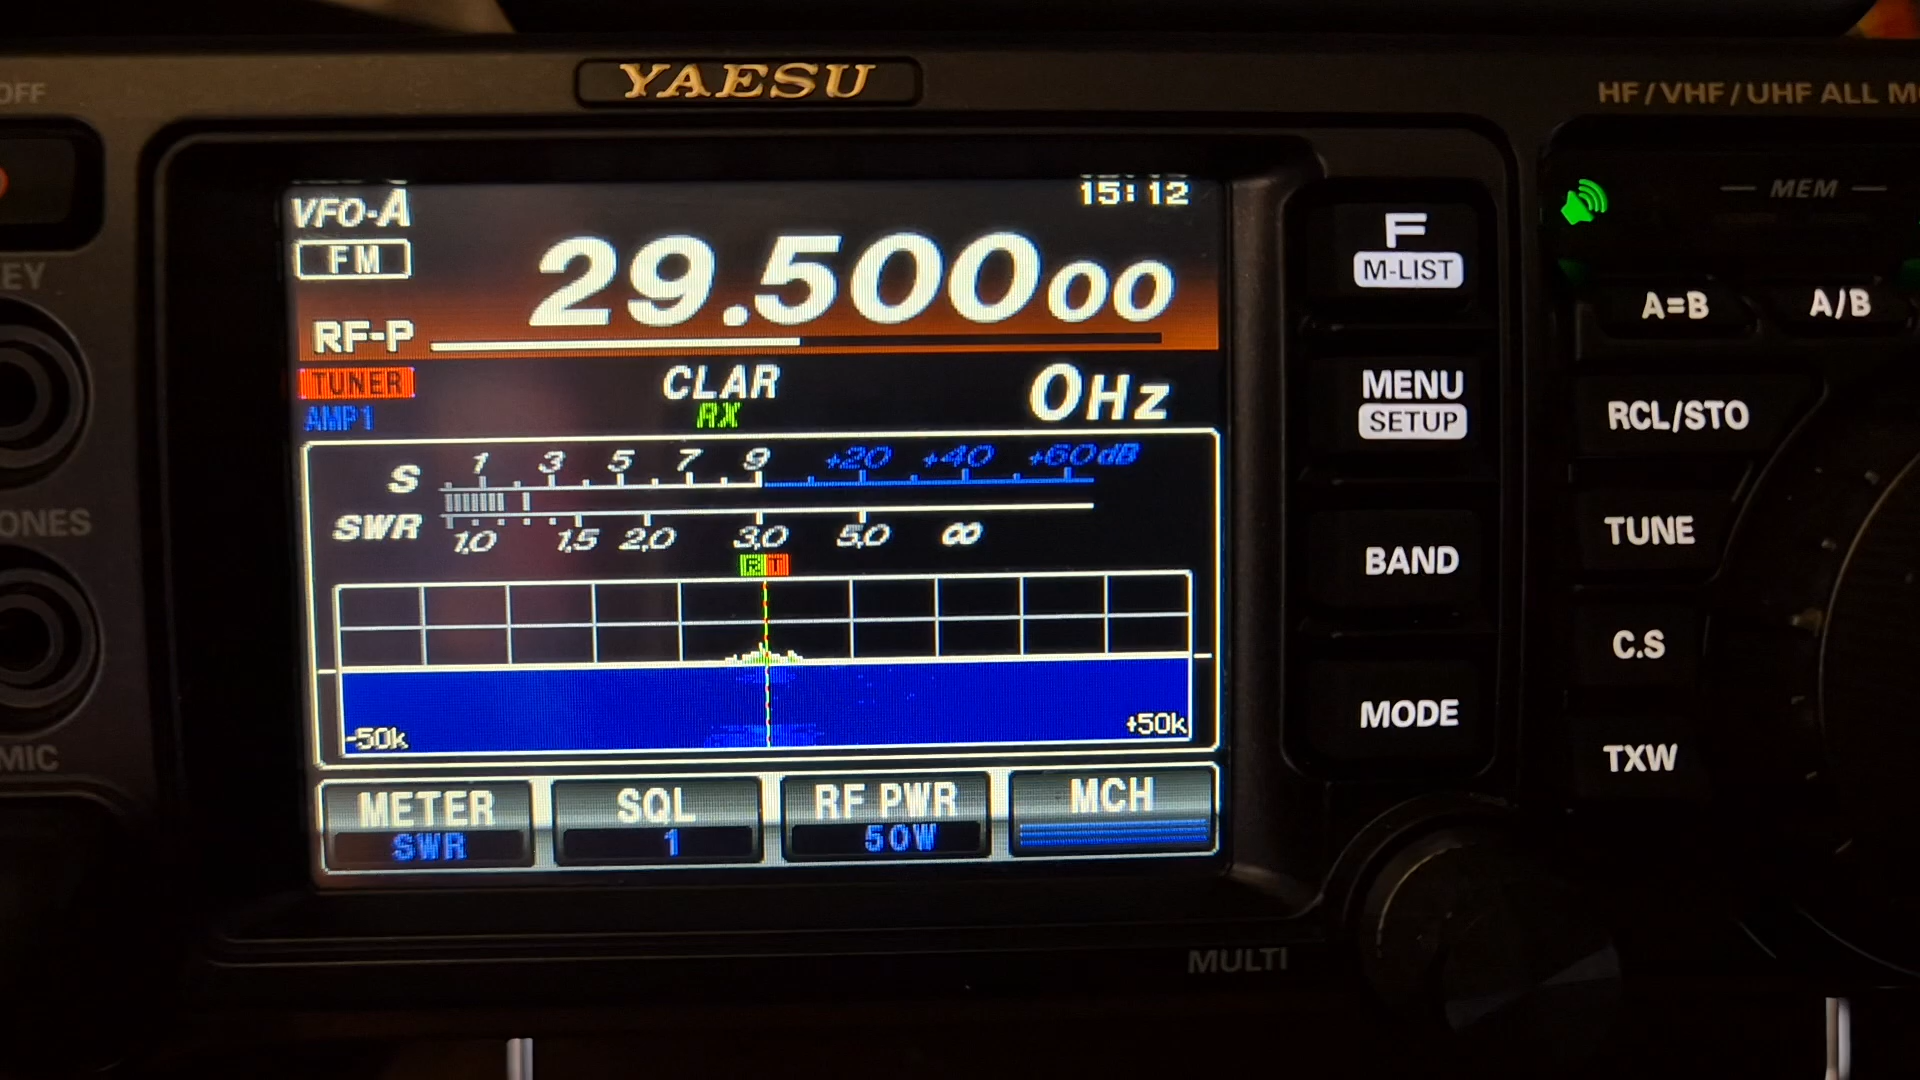 YAESU
OFF
HF/VHF/UHF ALL M
15:12
VFO-A
FM
29.50000
RF-P
TUNER
AMP1
CLAR
RX
0Hz
S 1 3 5 7 9 +20 +40 +60dB
SWR 1.0 1.5 2.0 3.0 5.0 ∞
R T
-50k +50k
METER
SWR
SQL
1
RF PWR
50W
MCH
F
M-LIST
MENU
SETUP
BAND
MODE
MULTI
MEM
A=B
A/B
RCL/STO
TUNE
C.S
TXW
EY
ONES
MIC